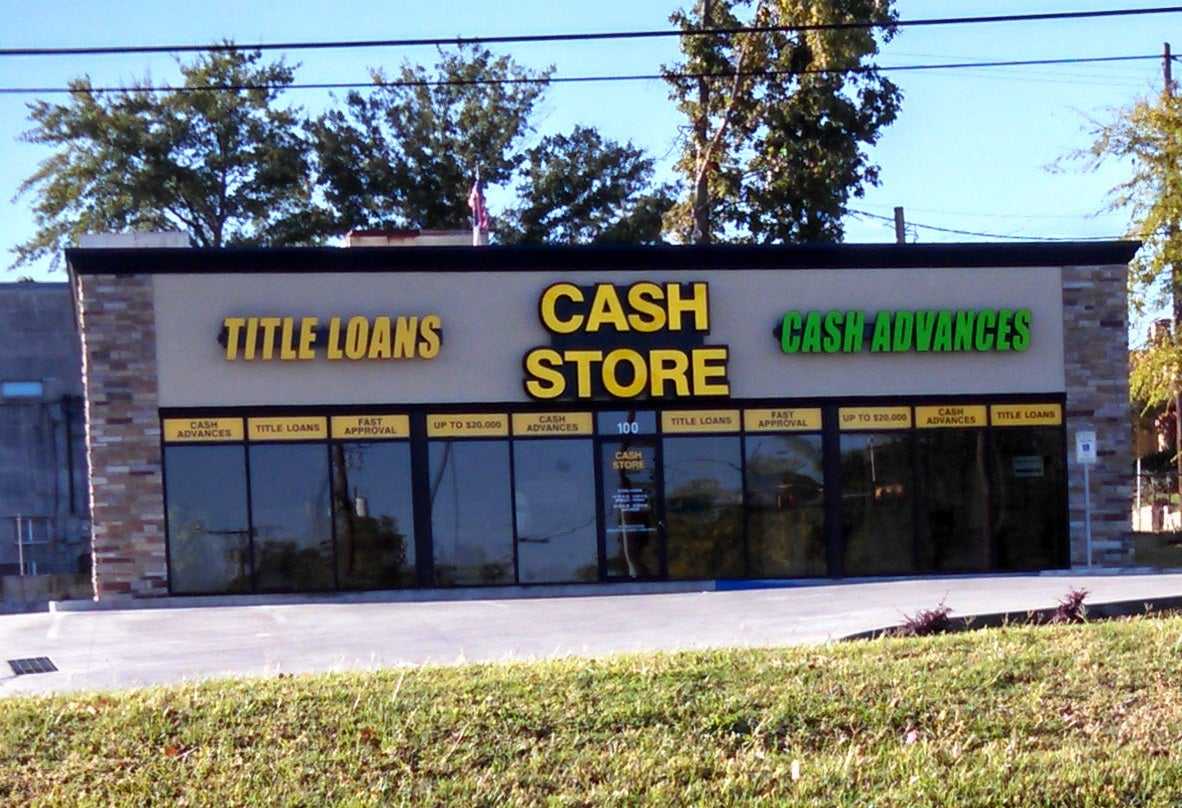 CASH
STORE
TITLE LOANS
CASH ADVANCES
CASH
ADVANCES
TITLE LOANS
FAST
APPROVAL
UP TO $20,000
CASH
ADVANCES
100
TITLE LOANS
FAST
APPROVAL
UP TO $20,000
CASH
ADVANCES
TITLE LOANS
CASH
STORE